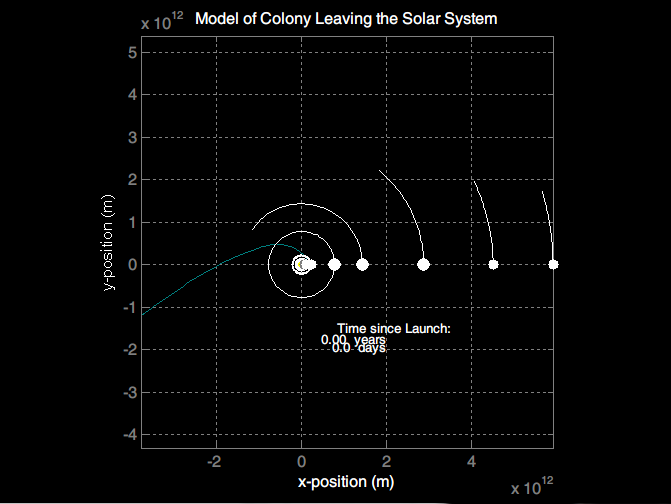 Model of Colony Leaving the Solar System
x 10^12
5
4
3
2
1
0
-1
-2
-3
-4
y-position (m)
Time since Launch:
0.00 years
0.0 days
-2 0 2 4
x-position (m)
x 10^12